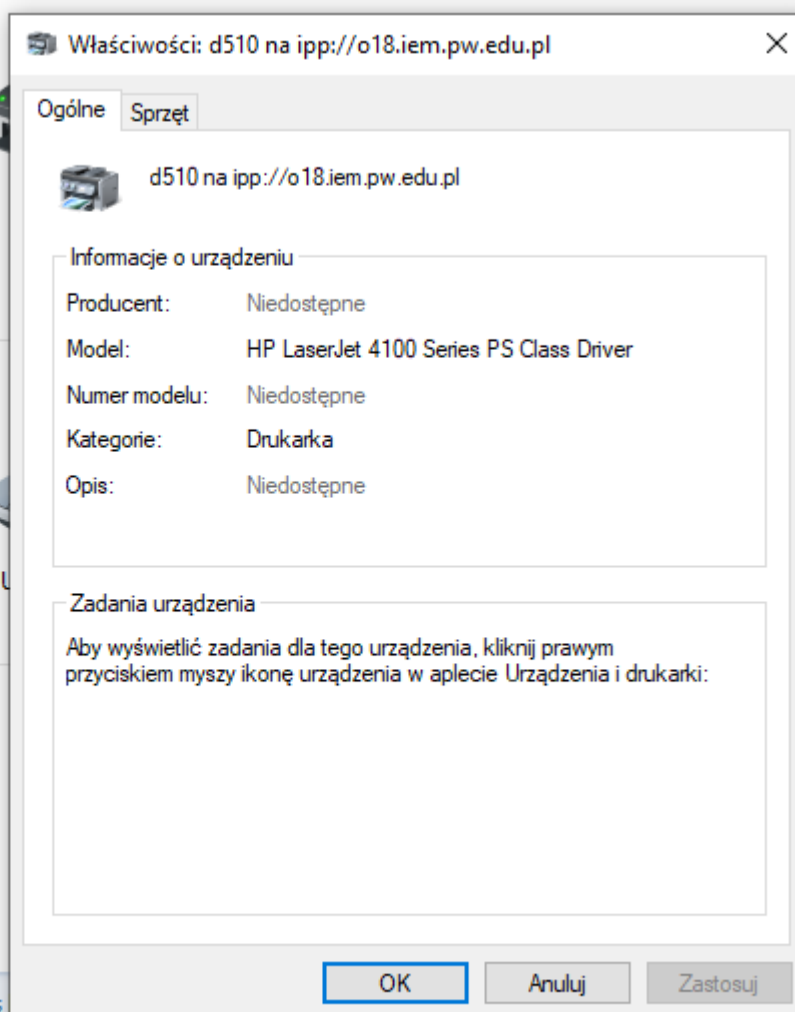 Właściwości: d510 na ipp://o18.iem.pw.edu.pl
Ogólne
Sprzęt
d510 na ipp://o18.iem.pw.edu.pl
Informacje o urządzeniu
Producent: Niedostępne
Model: HP LaserJet 4100 Series PS Class Driver
Numer modelu: Niedostępne
Kategorie: Drukarka
Opis: Niedostępne
Zadania urządzenia
Aby wyświetlić zadania dla tego urządzenia, kliknij prawym
przyciskiem myszy ikonę urządzenia w aplecie Urządzenia i drukarki:
OK
Anuluj
Zastosuj